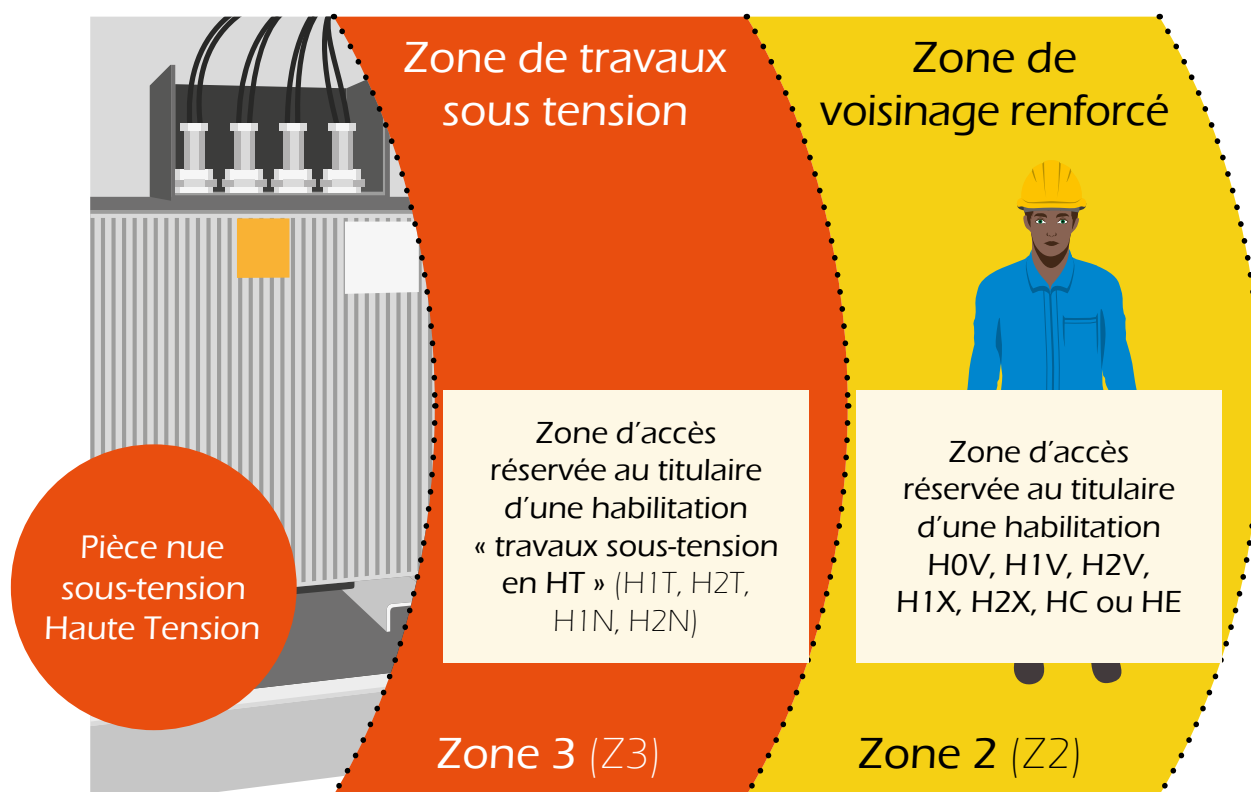 Zone de travaux
sous tension
Zone de
voisinage renforcé
Pièce nue
sous-tension
Haute Tension
Zone d'accès
réservée au titulaire
d'une habilitation
« travaux sous-tension
en HT » (H1T, H2T,
H1N, H2N)
Zone d'accès
réservée au titulaire
d'une habilitation
H0V, H1V, H2V,
H1X, H2X, HC ou HE
Zone 3 (Z3)
Zone 2 (Z2)